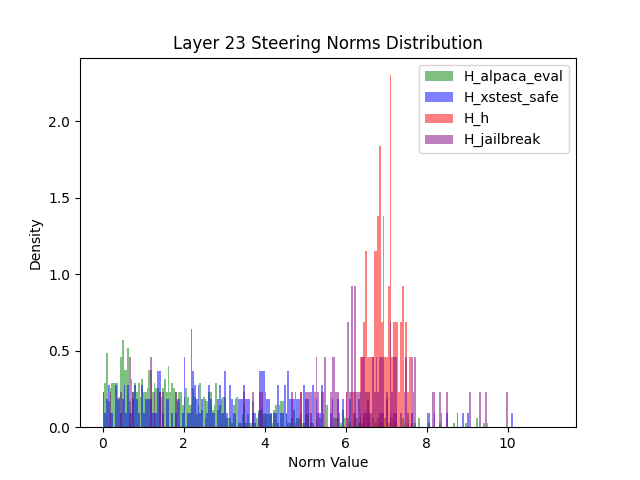 Layer 23 Steering Norms Distribution
H_alpaca_eval
H_xstest_safe
H_h
H_jailbreak
Density
2.0
1.5
1.0
0.5
0.0
0 2 4 6 8 10
Norm Value